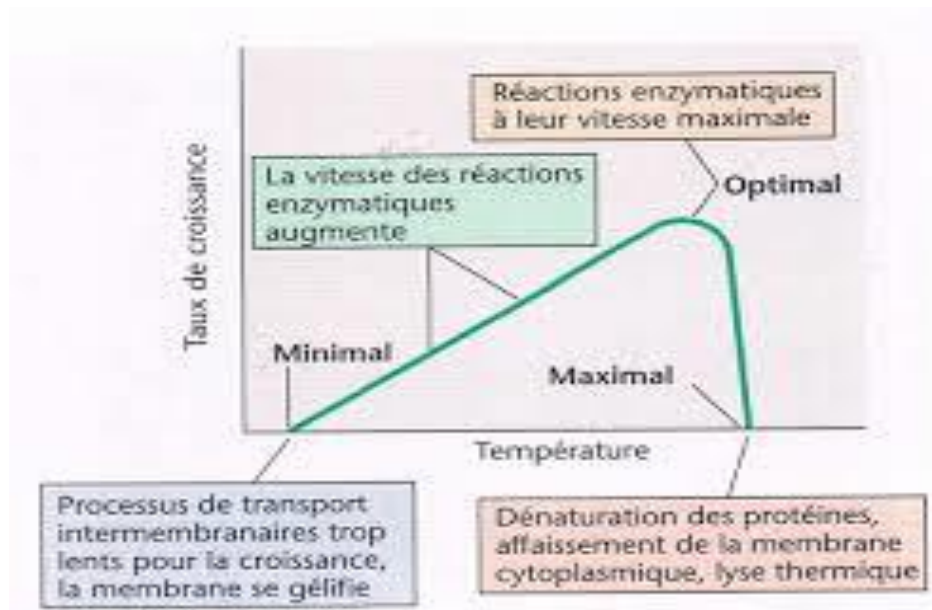 Réactions enzymatiques
à leur vitesse maximale
La vitesse des réactions
enzymatiques
augmente
Optimal
Taux de croissance
Minimal
Maximal
Température
Processus de transport
intermembranaires trop
lents pour la croissance,
la membrane se gélifie
Dénaturation des protéines,
affaissement de la membrane
cytoplasmique, lyse thermique